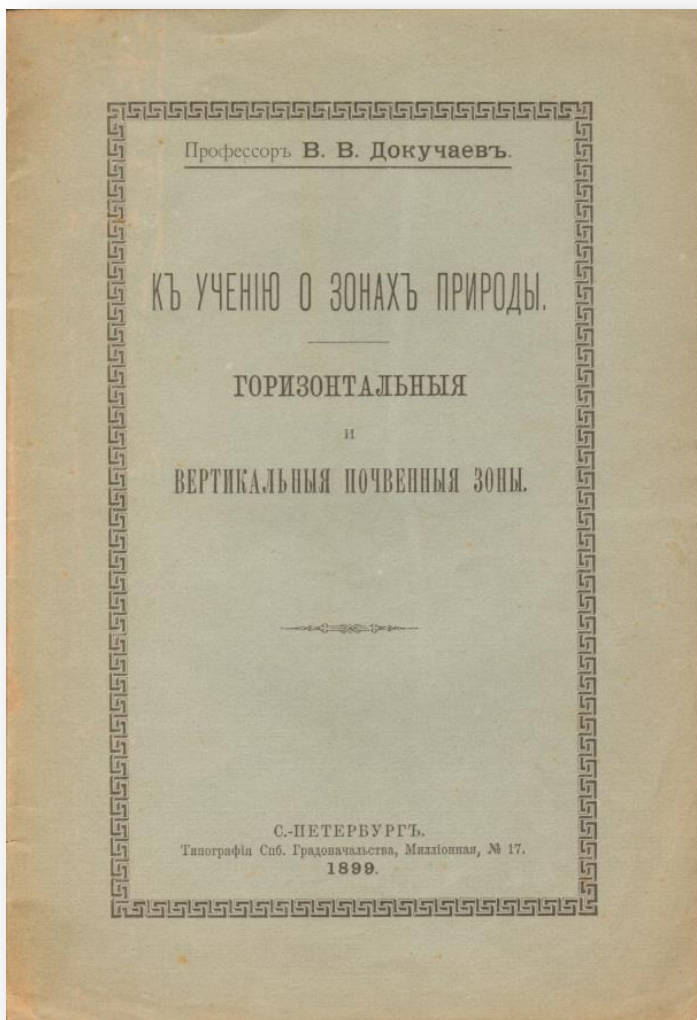 Профессоръ В. В. Докучаевъ.
КЪ УЧЕНІЮ О ЗОНАХЪ ПРИРОДЫ.
ГОРИЗОНТАЛЬНЫЯ
И
ВЕРТИКАЛЬНЫЯ ПОЧВЕННЫЯ ЗОНЫ.
С.-ПЕТЕРБУРГЪ.
Типографія Спб. Градоначальства, Милліонная, № 17.
1899.